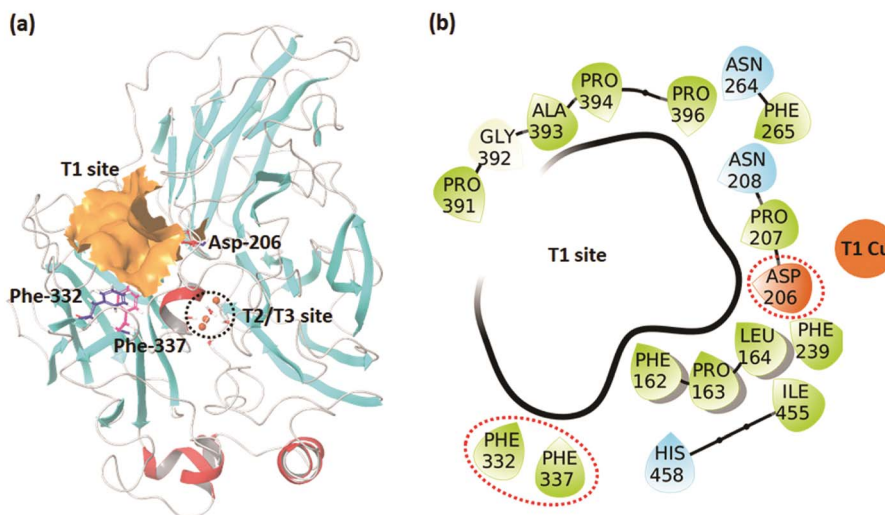 (a)
T1 site
Asp-206
Phe-332
T2/T3 site
Phe-337
(b)
PRO
394
PRO
396
ASN
264
ALA
393
PHE
265
GLY
392
ASN
208
PRO
391
PRO
207
T1 site
T1 Cu
ASP
206
LEU
164
PHE
239
PHE
162
PRO
163
ILE
455
PHE
332
PHE
337
HIS
458